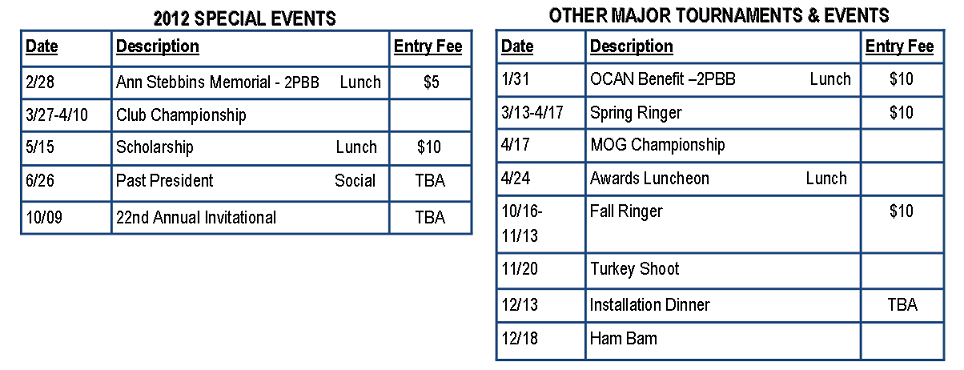 2012 SPECIAL EVENTS
Date Description Entry Fee
2/28 Ann Stebbins Memorial - 2PBB Lunch $5
3/27-4/10 Club Championship
5/15 Scholarship Lunch $10
6/26 Past President Social TBA
10/09 22nd Annual Invitational TBA
OTHER MAJOR TOURNAMENTS & EVENTS
Date Description Entry Fee
1/31 OCAN Benefit –2PBB Lunch $10
3/13-4/17 Spring Ringer $10
4/17 MOG Championship
4/24 Awards Luncheon Lunch
10/16- Fall Ringer $10
11/13
11/20 Turkey Shoot
12/13 Installation Dinner TBA
12/18 Ham Bam